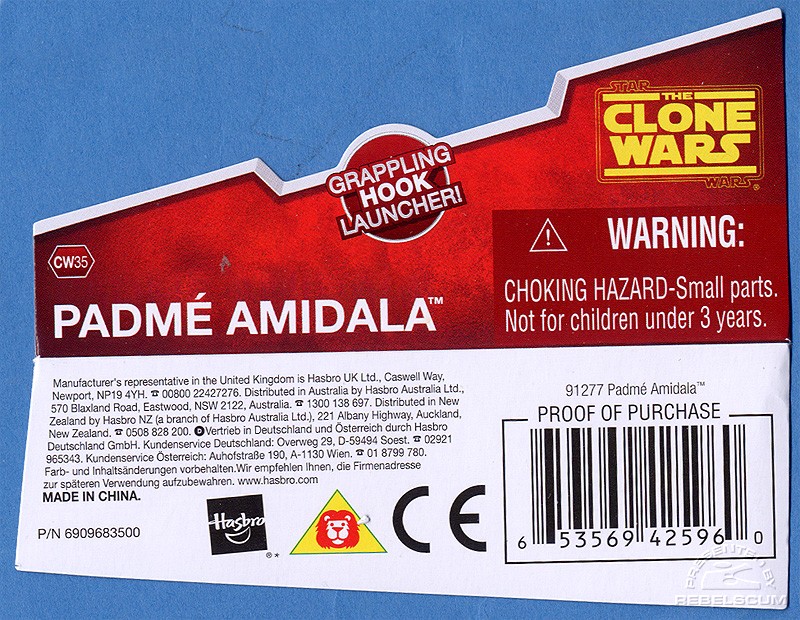 STAR
THE
CLONE
WARS
WARS®
GRAPPLING
HOOK
LAUNCHER!
CW35
PADMÉ AMIDALA™
WARNING:
CHOKING HAZARD-Small parts.
Not for children under 3 years.
Manufacturer's representative in the United Kingdom is Hasbro UK Ltd., Caswell Way,
Newport, NP19 4YH. ☎ 00800 22427276. Distributed in Australia by Hasbro Australia Ltd.,
570 Blaxland Road, Eastwood, NSW 2122, Australia. ☎ 1300 138 697. Distributed in New
Zealand by Hasbro NZ (a branch of Hasbro Australia Ltd.), 221 Albany Highway, Auckland,
New Zealand. ☎ 0508 828 200. D Vertrieb in Deutschland und Österreich durch Hasbro
Deutschland GmbH. Kundenservice Deutschland: Overweg 29, D-59494 Soest. ☎ 02921
965343. Kundenservice Österreich: Auhofstraße 190, A-1130 Wien. ☎ 01 8799 780.
Farb- und Inhaltsänderungen vorbehalten.Wir empfehlen Ihnen, die Firmenadresse
zur späteren Verwendung aufzubewahren. www.hasbro.com
MADE IN CHINA.
P/N 6909683500
Hasbro
®*
CE
91277 Padmé Amidala™
PROOF OF PURCHASE
6 53569 42596 0
PRESENTED BY
REBELSCUM